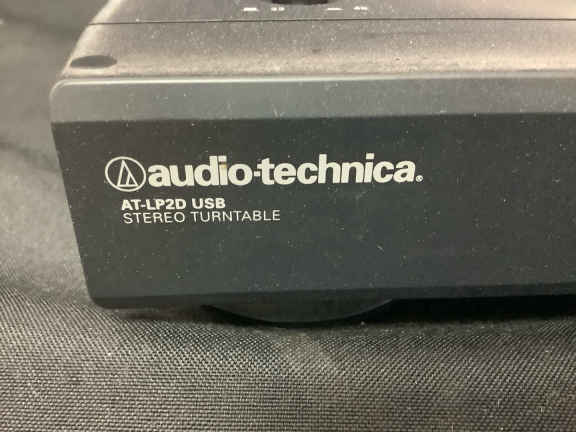 audio-technica®
AT-LP2D USB
STEREO TURNTABLE